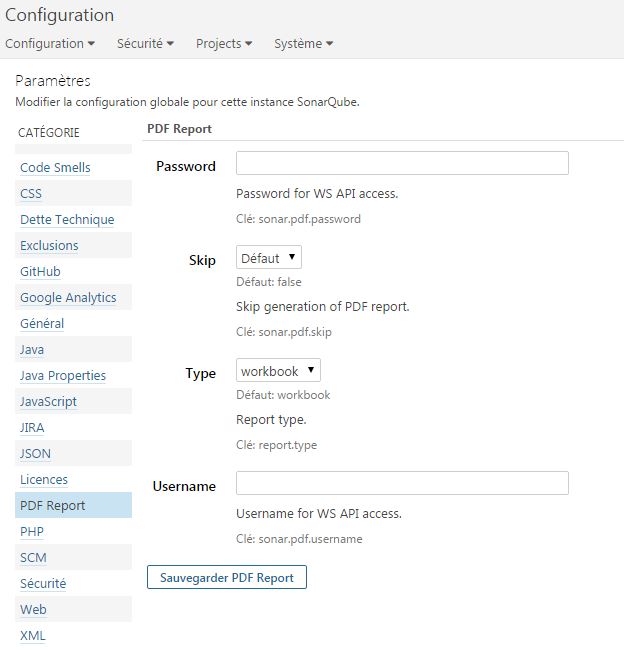 Configuration
Configuration Sécurité Projects Système
Paramètres
Modifier la configuration globale pour cette instance SonarQube.
CATÉGORIE
Code Smells
CSS
Dette Technique
Exclusions
GitHub
Google Analytics
Général
Java
Java Properties
JavaScript
JIRA
JSON
Licences
PDF Report
PHP
SCM
Sécurité
Web
XML
PDF Report
Password
Password for WS API access.
Clé: sonar.pdf.password
Skip Défaut
Défaut: false
Skip generation of PDF report.
Clé: sonar.pdf.skip
Type workbook
Défaut: workbook
Report type.
Clé: report.type
Username
Username for WS API access.
Clé: sonar.pdf.username
Sauvegarder PDF Report